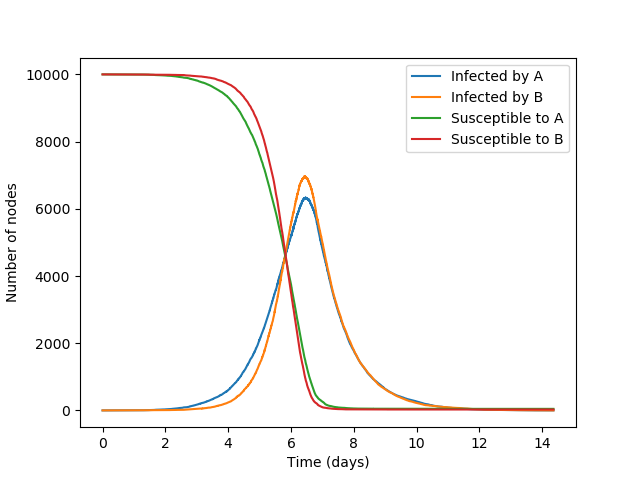 10000
8000
6000
4000
2000
0
Number of nodes
Infected by A
Infected by B
Susceptible to A
Susceptible to B
0 2 4 6 8 10 12 14
Time (days)